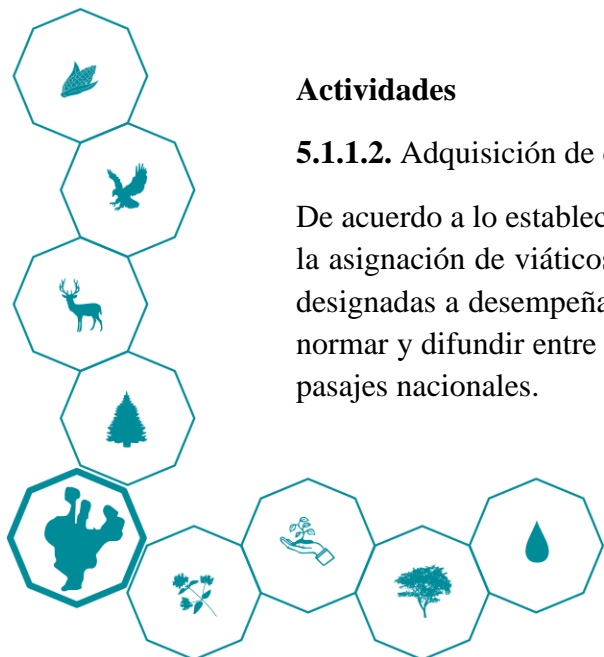 Actividades
5.1.1.2. Adquisición de
De acuerdo a lo establec
la asignación de viáticos
designadas a desempeña
normar y difundir entre
pasajes nacionales.